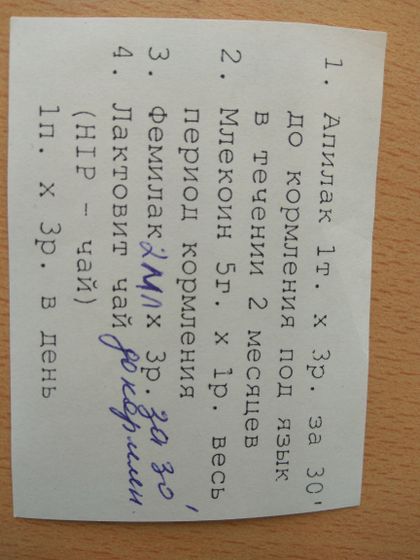 1. Апилак 1т. х 3р. за 30'
до кормления под язык
в течении 2 месяцев
2. Млекоин 5г. х 1р. весь
период кормления
3. Фемилак 2мл х 3р. за 30'
до кормлен.
4. Лактовит чай
(HIP - чай)
1п. х 3р. в день